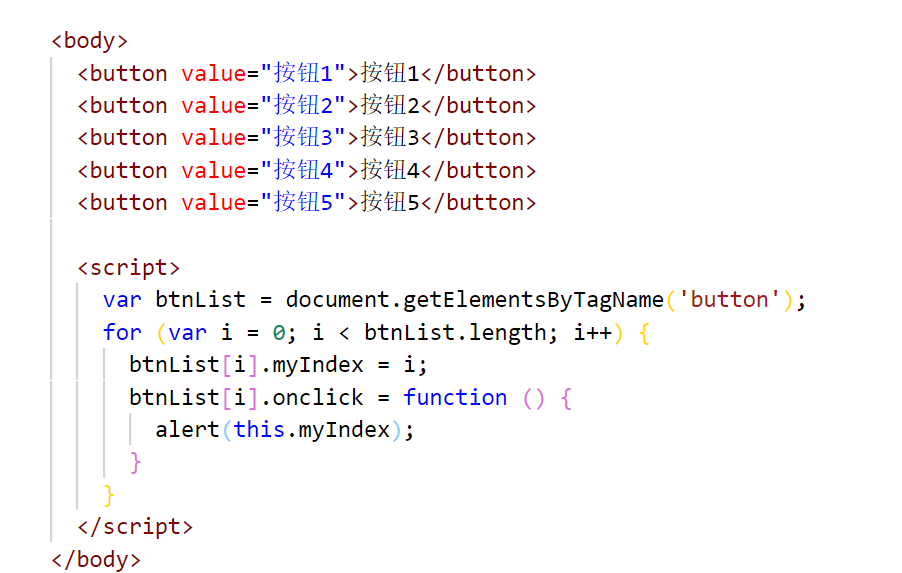 <body>
<button value="按钮1">按钮1</button>
<button value="按钮2">按钮2</button>
<button value="按钮3">按钮3</button>
<button value="按钮4">按钮4</button>
<button value="按钮5">按钮5</button>
<script>
var btnList = document.getElementsByTagName('button');
for (var i = 0; i < btnList.length; i++) {
btnList[i].myIndex = i;
btnList[i].onclick = function () {
alert(this.myIndex);
}
}
</script>
</body>